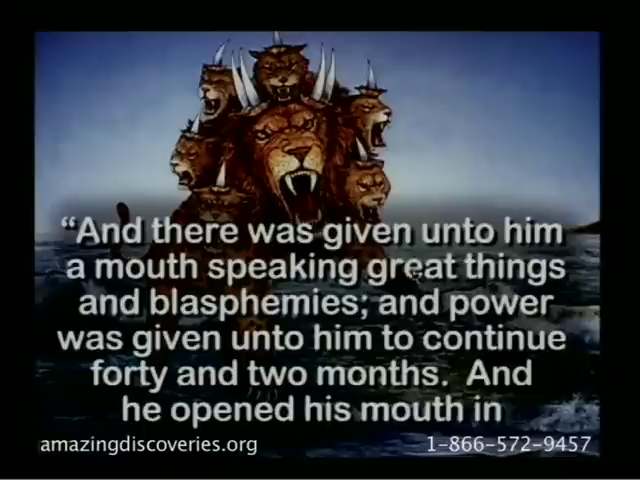 “And there was given unto him
a mouth speaking great things
and blasphemies; and power
was given unto him to continue
forty and two months.  And
he opened his mouth in
amazingdiscoveries.org
1-866-572-9457